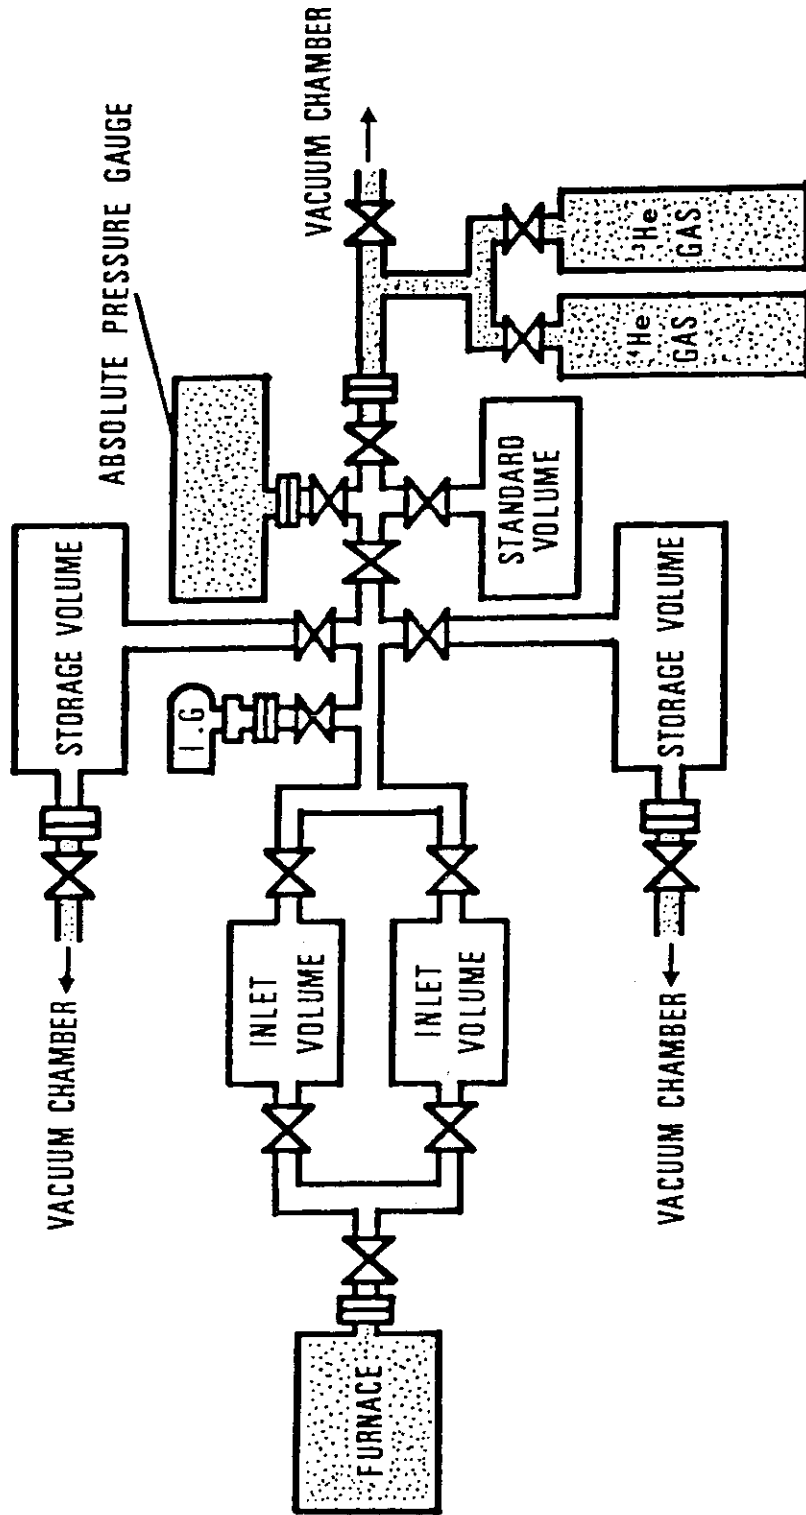 ABSOLUTE PRESSURE GAUGE
VACUUM CHAMBER
STORAGE VOLUME
VACUUM CHAMBER
I.G
³He
GAS
⁴He
GAS
STANDARD
VOLUME
INLET
VOLUME
INLET
VOLUME
FURNACE
STORAGE VOLUME
VACUUM CHAMBER